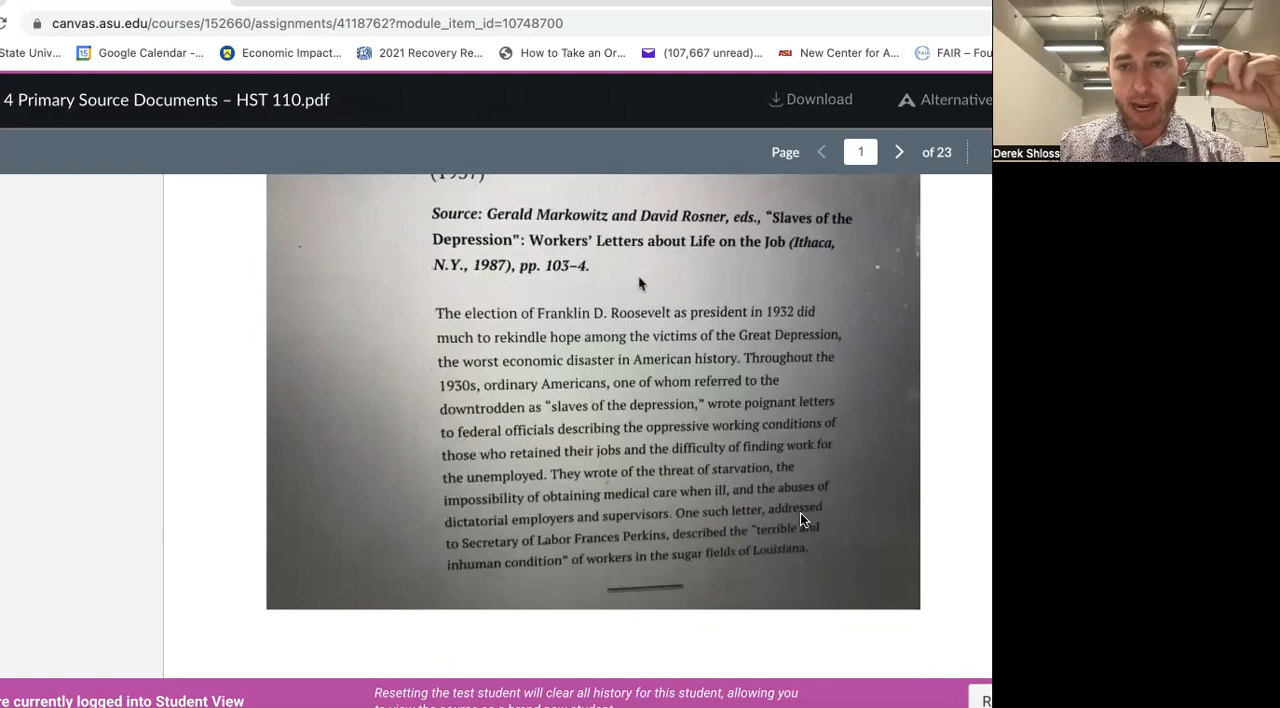 canvas.asu.edu/courses/152660/assignments/4118762?module_item_id=10748700
State Univ... 15 Google Calendar -... Economic Impact... 2021 Recovery Re... How to Take an Or... (107,667 unread)... ASU New Center for A... FAIR FAIR – Fou
4 Primary Source Documents – HST 110.pdf
Download
Alternative
Page 1 of 23
Derek Shloss
(1937)
Source: Gerald Markowitz and David Rosner, eds., “Slaves of the
Depression”: Workers’ Letters about Life on the Job (Ithaca,
N.Y., 1987), pp. 103–4.
The election of Franklin D. Roosevelt as president in 1932 did
much to rekindle hope among the victims of the Great Depression,
the worst economic disaster in American history. Throughout the
1930s, ordinary Americans, one of whom referred to the
downtrodden as “slaves of the depression,” wrote poignant letters
to federal officials describing the oppressive working conditions of
those who retained their jobs and the difficulty of finding work for
the unemployed. They wrote of the threat of starvation, the
impossibility of obtaining medical care when ill, and the abuses of
dictatorial employers and supervisors. One such letter, addressed
to Secretary of Labor Frances Perkins, described the “terrible and
inhuman condition” of workers in the sugar fields of Louisiana.
re currently logged into Student View
Resetting the test student will clear all history for this student, allowing you
R